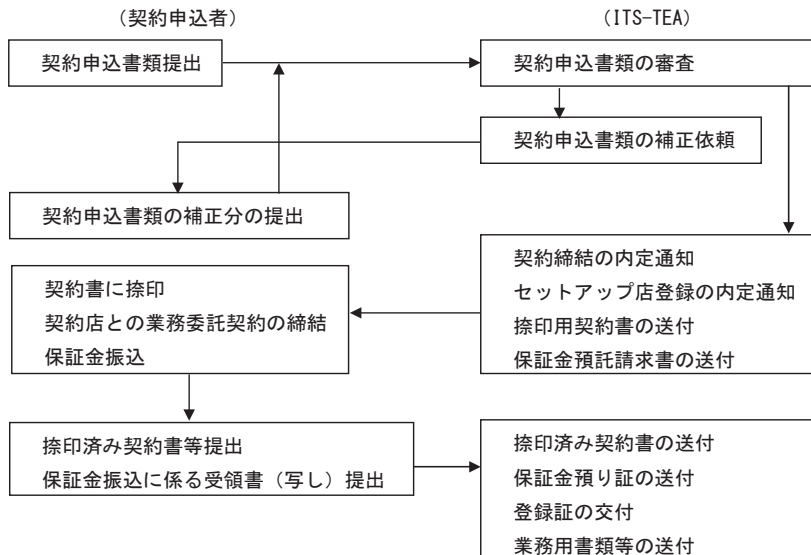 （契約申込者）
（ITS-TEA）
契約申込書類提出
契約申込書類の審査
契約申込書類の補正依頼
契約申込書類の補正分の提出
契約締結の内定通知
セットアップ店登録の内定通知
捺印用契約書の送付
保証金預託請求書の送付
契約書に捺印
契約店との業務委託契約の締結
保証金振込
捺印済み契約書等提出
保証金振込に係る受領書（写し）提出
捺印済み契約書の送付
保証金預り証の送付
登録証の交付
業務用書類等の送付